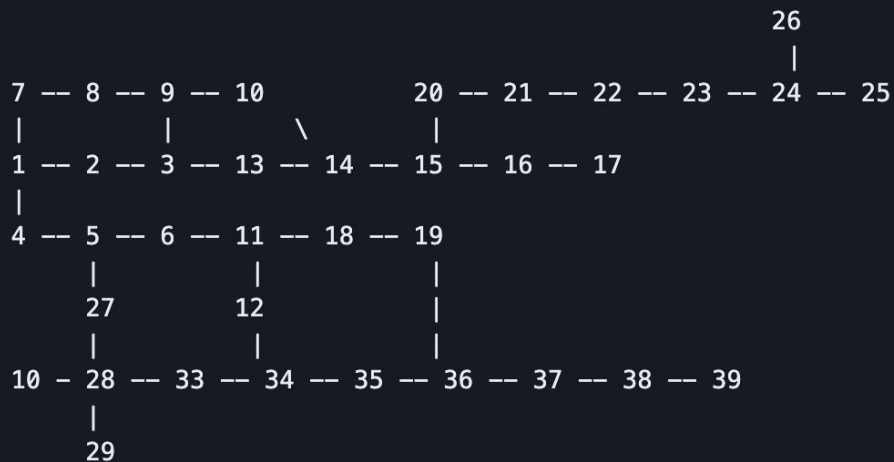 26
                                                    |
7 -- 8 -- 9 -- 10          20 -- 21 -- 22 -- 23 -- 24 -- 25
|         |        \        |
1 -- 2 -- 3 -- 13 -- 14 -- 15 -- 16 -- 17
|
4 -- 5 -- 6 -- 11 -- 18 -- 19
     |          |           |
     27        12           |
     |          |           |
10 - 28 -- 33 -- 34 -- 35 -- 36 -- 37 -- 38 -- 39
     |
     29